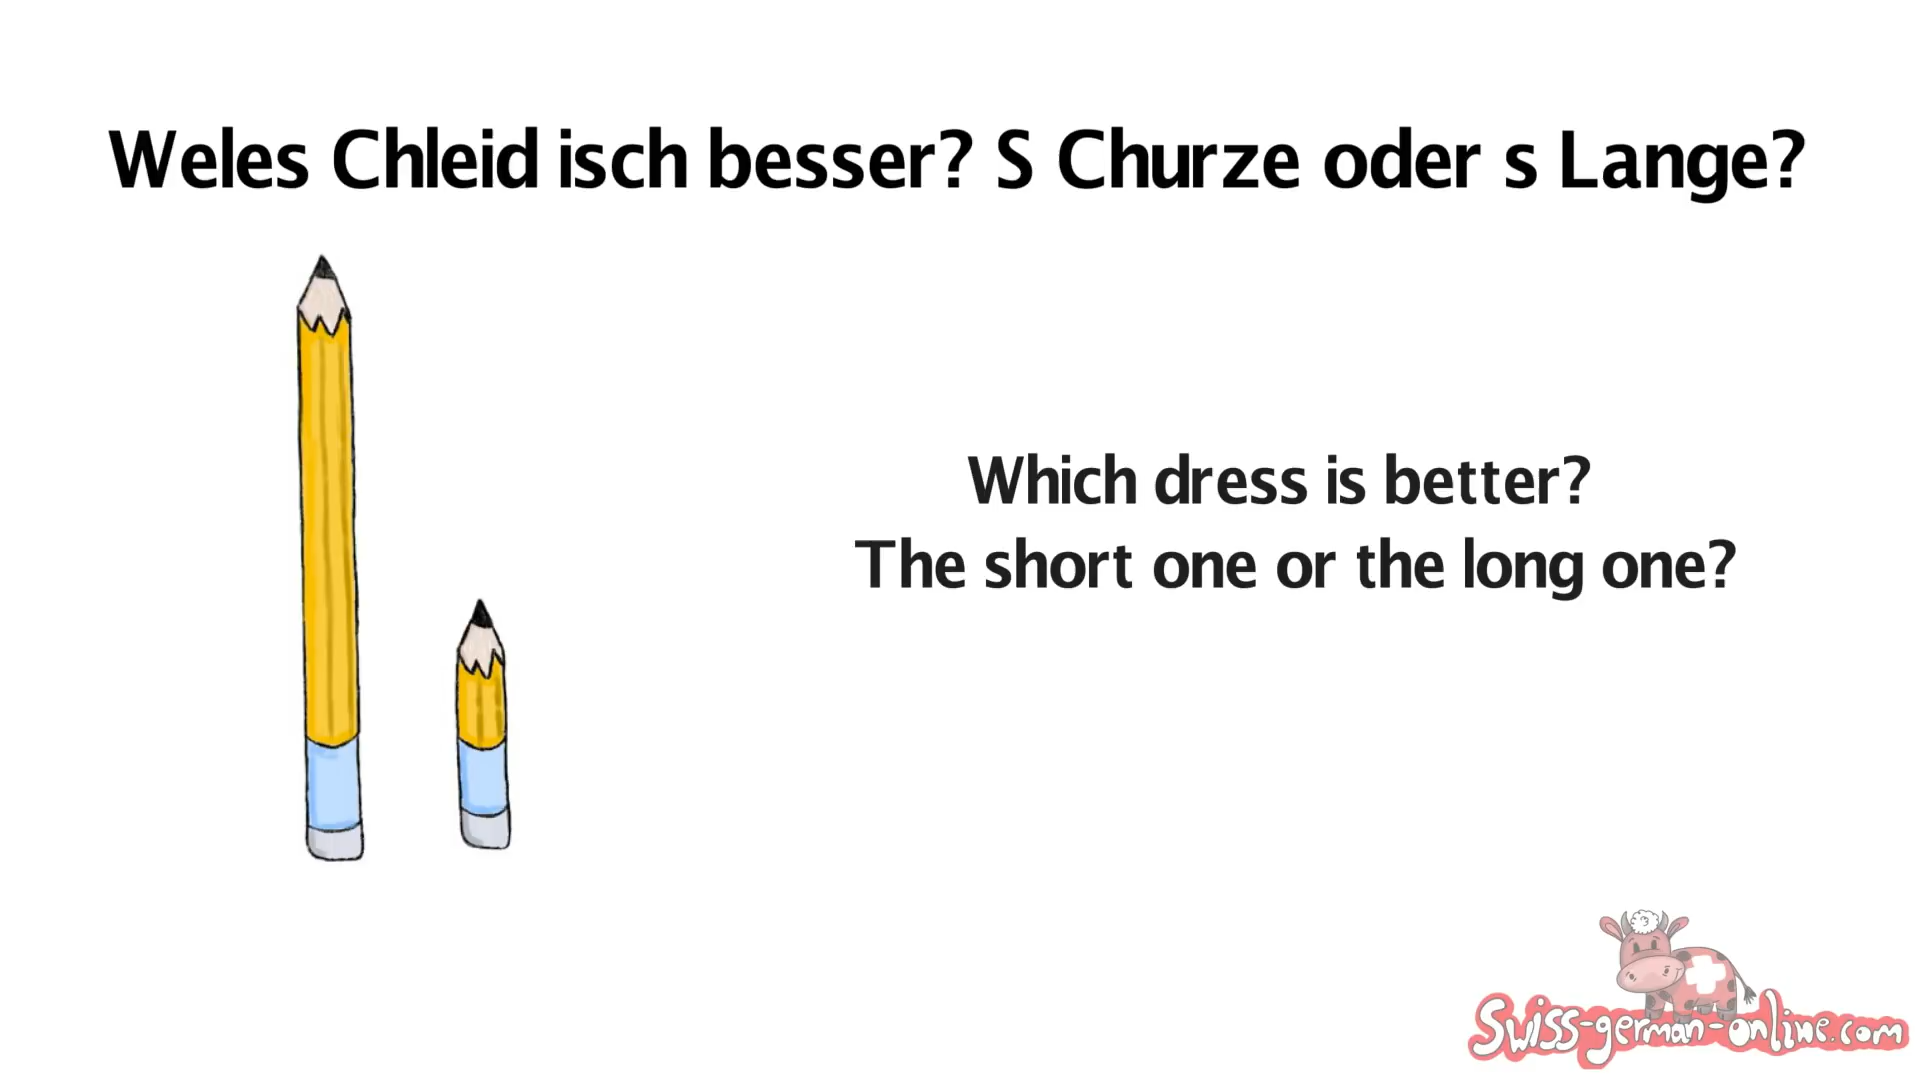 Weles Chleid isch besser? S Churze oder s Lange?
Which dress is better?
The short one or the long one?
Swiss-german-online.com